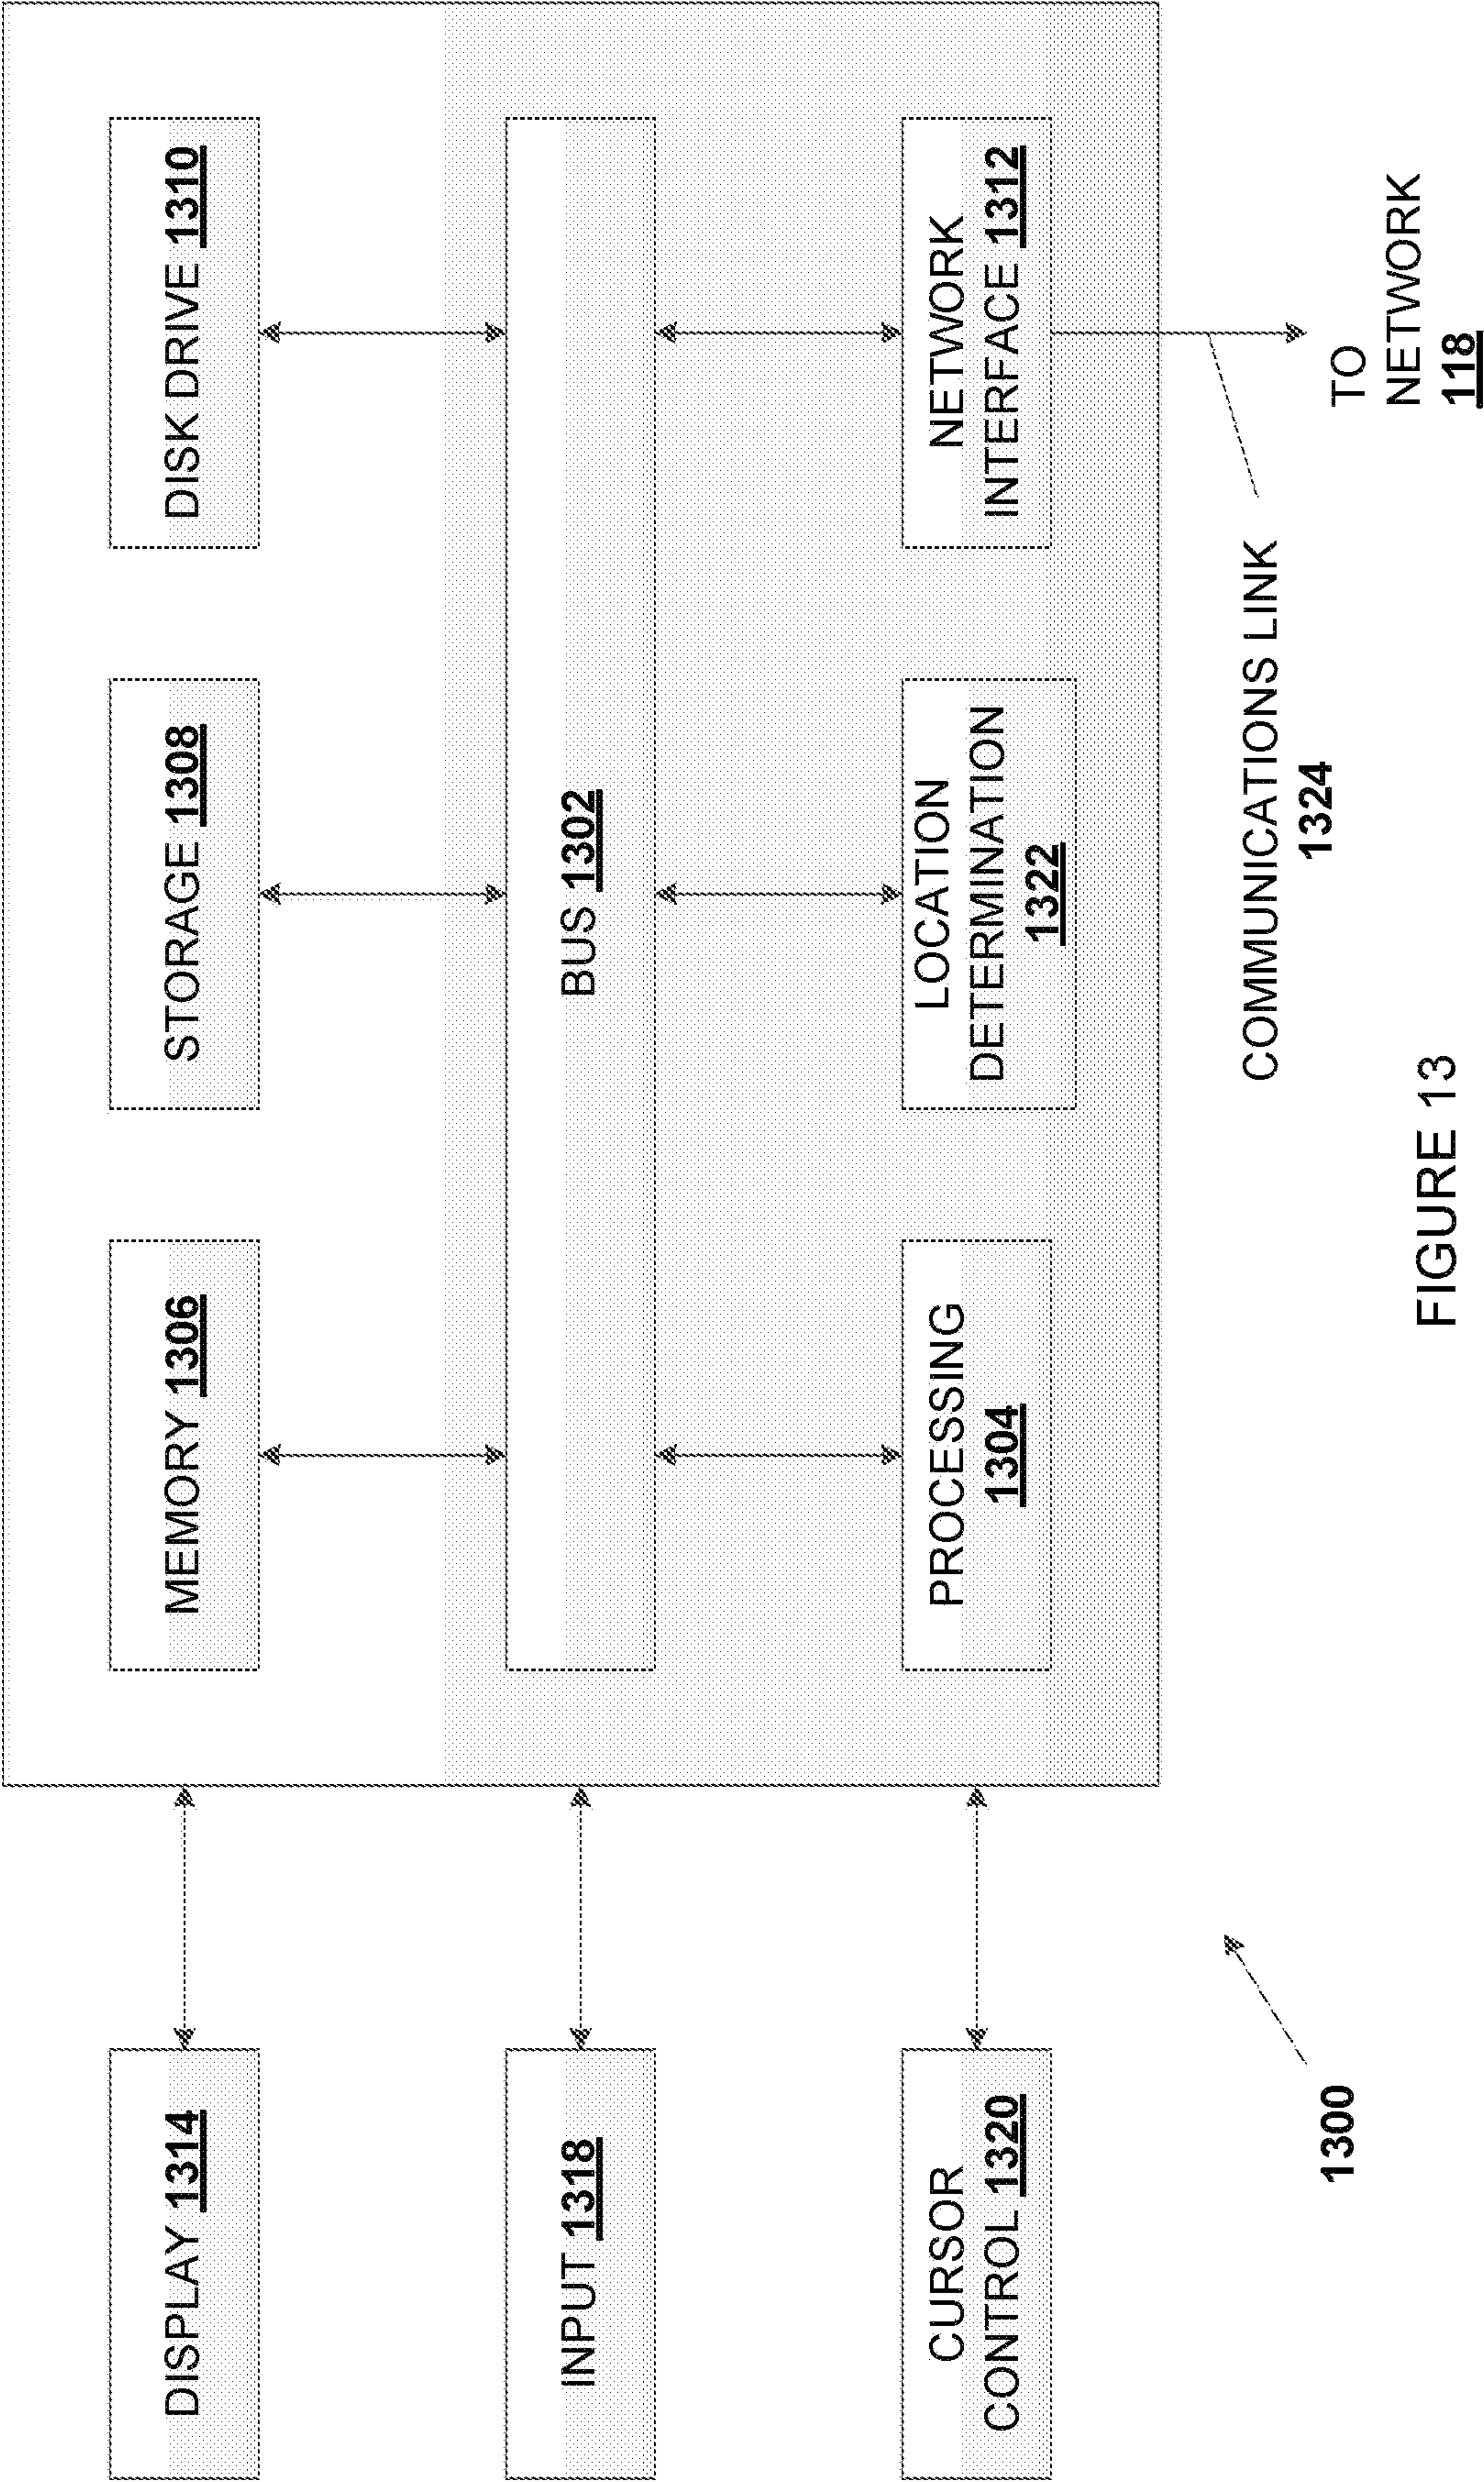 DISPLAY 1314
MEMORY 1306
STORAGE 1308
DISK DRIVE 1310
INPUT 1318
BUS 1302
CURSOR
CONTROL 1320
PROCESSING
1304
LOCATION
DETERMINATION
1322
NETWORK
INTERFACE 1312
1300
COMMUNICATIONS LINK
1324
TO
NETWORK
118
FIGURE 13